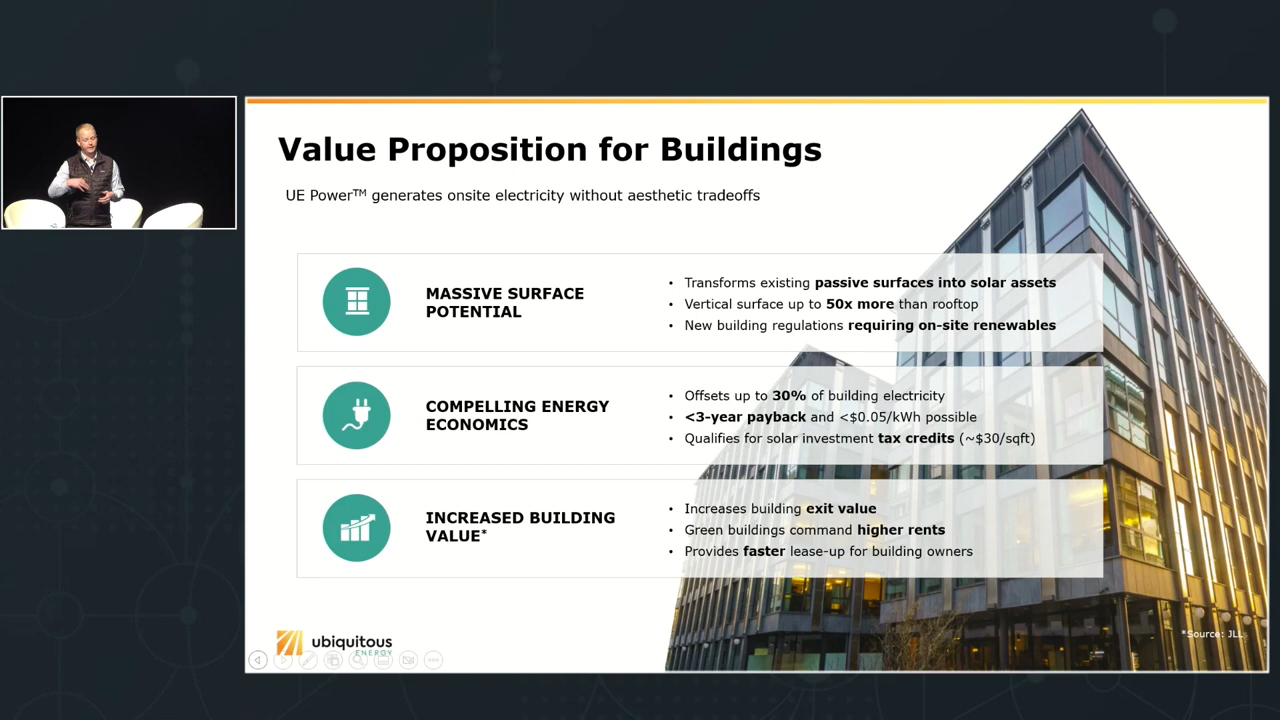 Value Proposition for Buildings
UE Power™ generates onsite electricity without aesthetic tradeoffs
MASSIVE SURFACE
POTENTIAL
• Transforms existing passive surfaces into solar assets
• Vertical surface up to 50x more than rooftop
• New building regulations requiring on-site renewables
COMPELLING ENERGY
ECONOMICS
• Offsets up to 30% of building electricity
• <3-year payback and <$0.05/kWh possible
• Qualifies for solar investment tax credits (~$30/sqft)
INCREASED BUILDING
VALUE*
• Increases building exit value
• Green buildings command higher rents
• Provides faster lease-up for building owners
*Source: JLL
ubiquitous
ENERGY